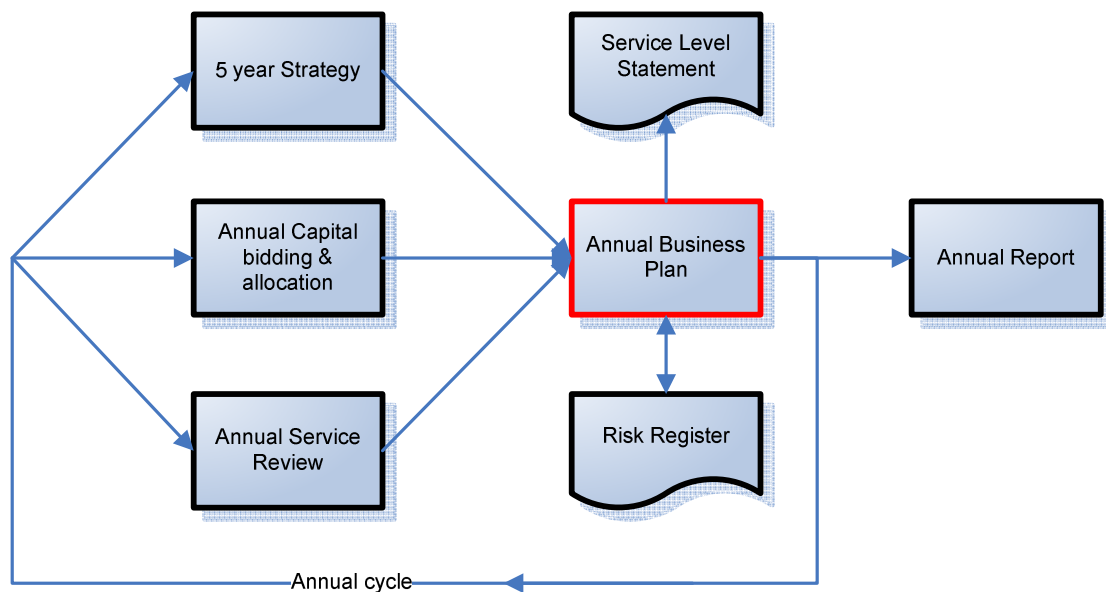 5 year Strategy
Service Level
Statement
Annual Capital
bidding &
allocation
Annual Business
Plan
Annual Report
Annual Service
Review
Risk Register
Annual cycle